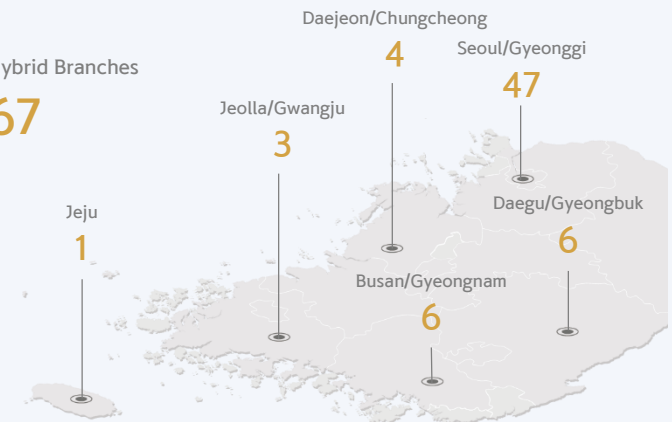 ybrid Branches
67
Daejeon/Chungcheong
4
Seoul/Gyeonggi
47
Jeolla/Gwangju
3
Daegu/Gyeongbuk
6
Jeju
1
Busan/Gyeongnam
6